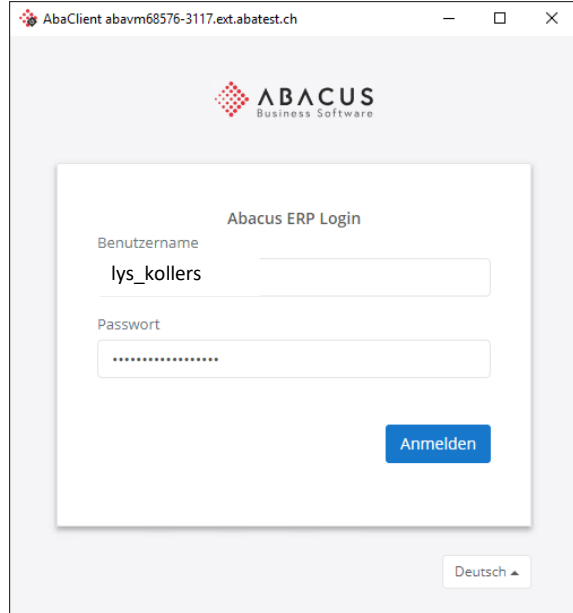 AbaClient abavm68576-3117.ext.abatest.ch
ABACUS
Business Software
Abacus ERP Login
Benutzername
lys_kollers
Passwort
••••••••••••••••••
Anmelden
Deutsch